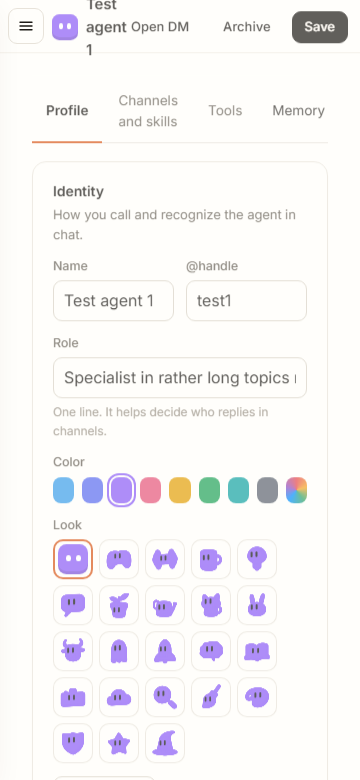 Test
agent
1
Open DM
Archive
Save
Profile
Channels
and skills
Tools
Memory
Identity
How you call and recognize the agent in
chat.
Name
@handle
Test agent 1
test1
Role
Specialist in rather long topics
One line. It helps decide who replies in
channels.
Color
Look